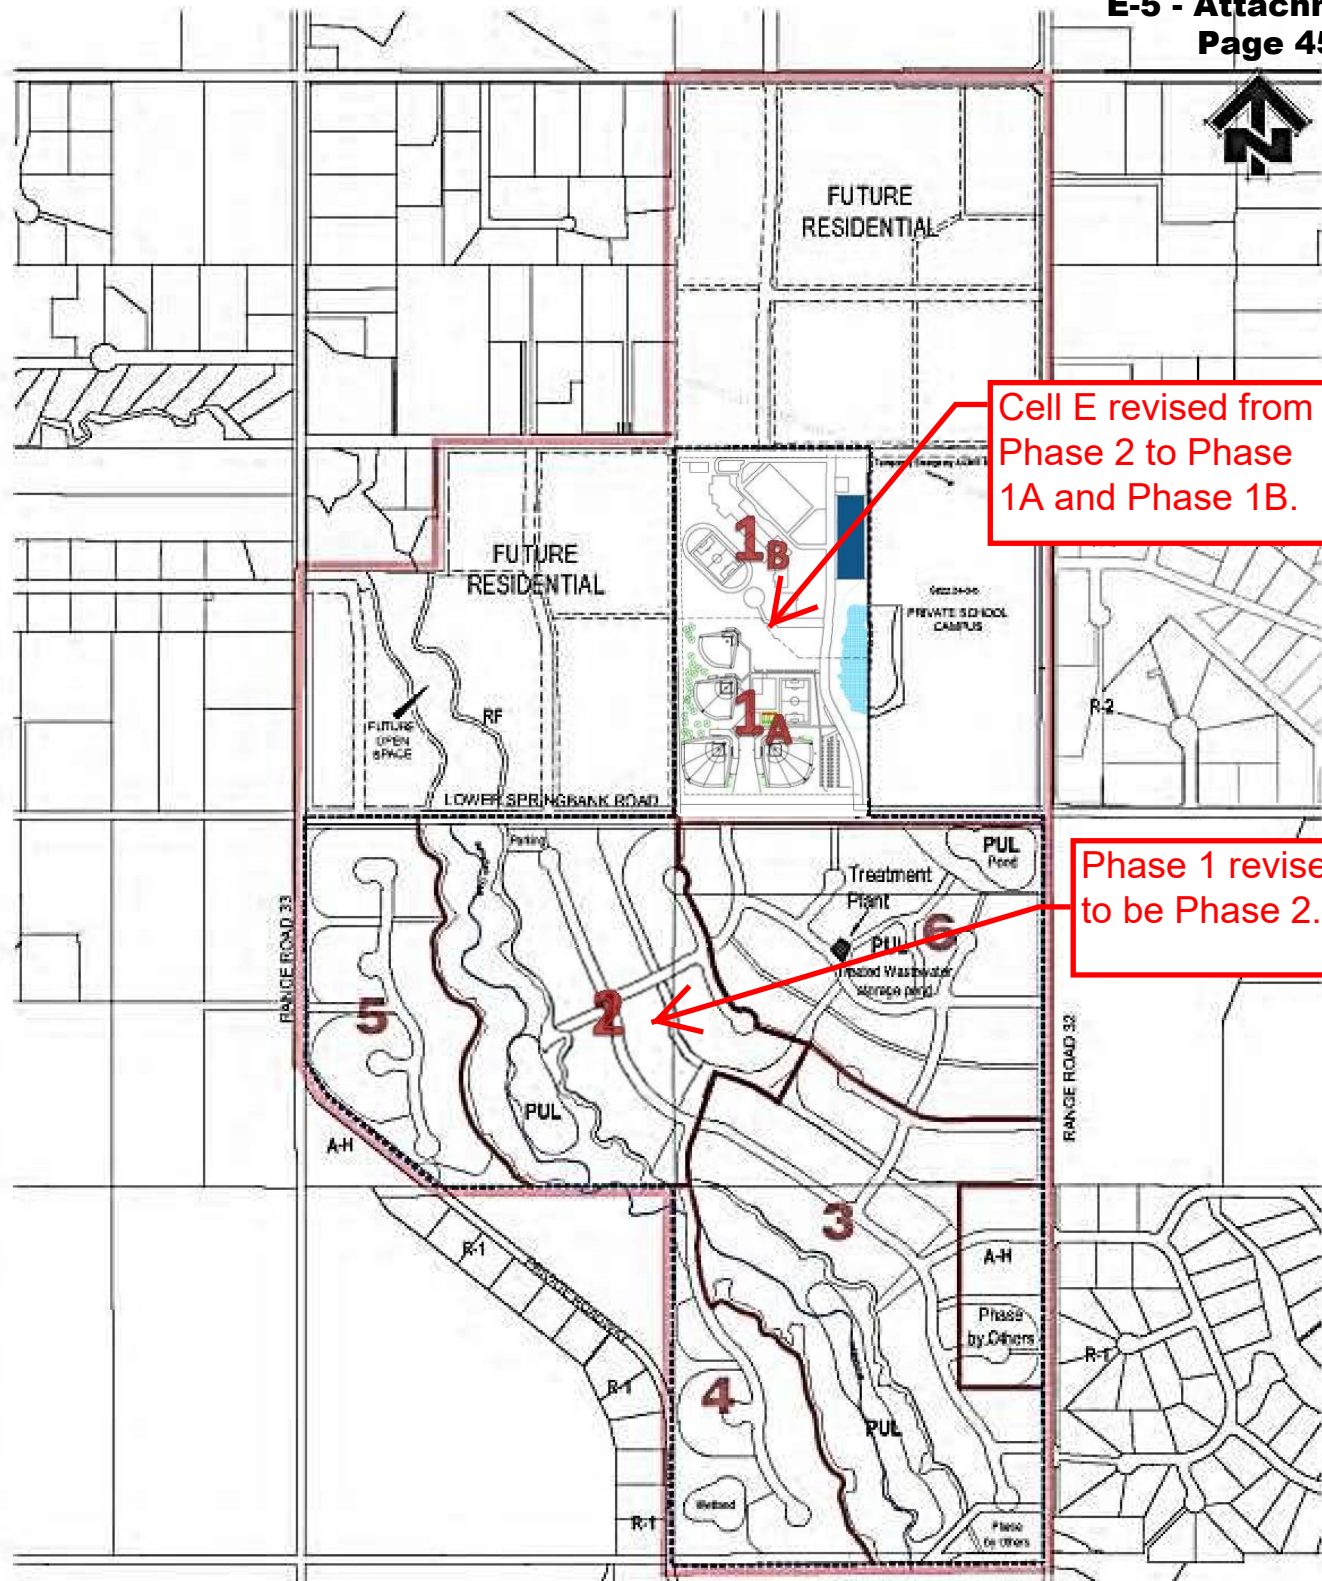 E-5 - Attachm
Page 45
N
FUTURE
RESIDENTIAL
Cell E revised from
Phase 2 to Phase
1A and Phase 1B.
1B
FUTURE
RESIDENTIAL
PRIVATE SCHOOL
CAMPUS
1A
R-2
RF
FUTURE
OPEN
SPACE
LOWER SPRINGBANK ROAD
Parking
PUL
Pond
Treatment
Plant
Phase 1 revise
to be Phase 2.
RANGE ROAD 33
6
PUL
Treated Wastewater
storage pond
5
2
RANGE ROAD 32
PUL
A-H
3
R-1
A-H
Phase
by Others
R-1
R-1
4
PUL
Wetland
R-1
Phase
by Others